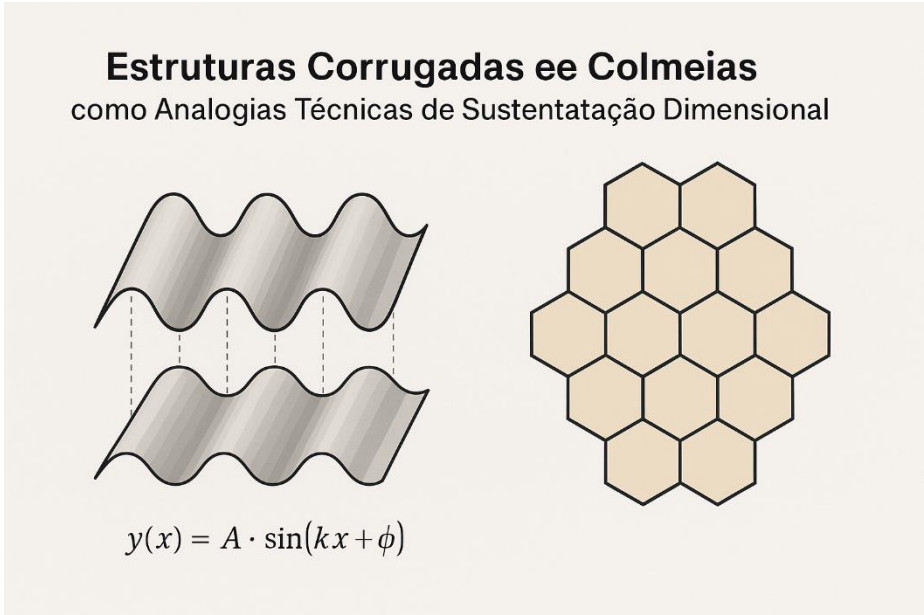 Estruturas Corrugadas ee Colmeias
como Analogias Técnicas de Sustentatação Dimensional
y(x) = A · sin(kx + ϕ)